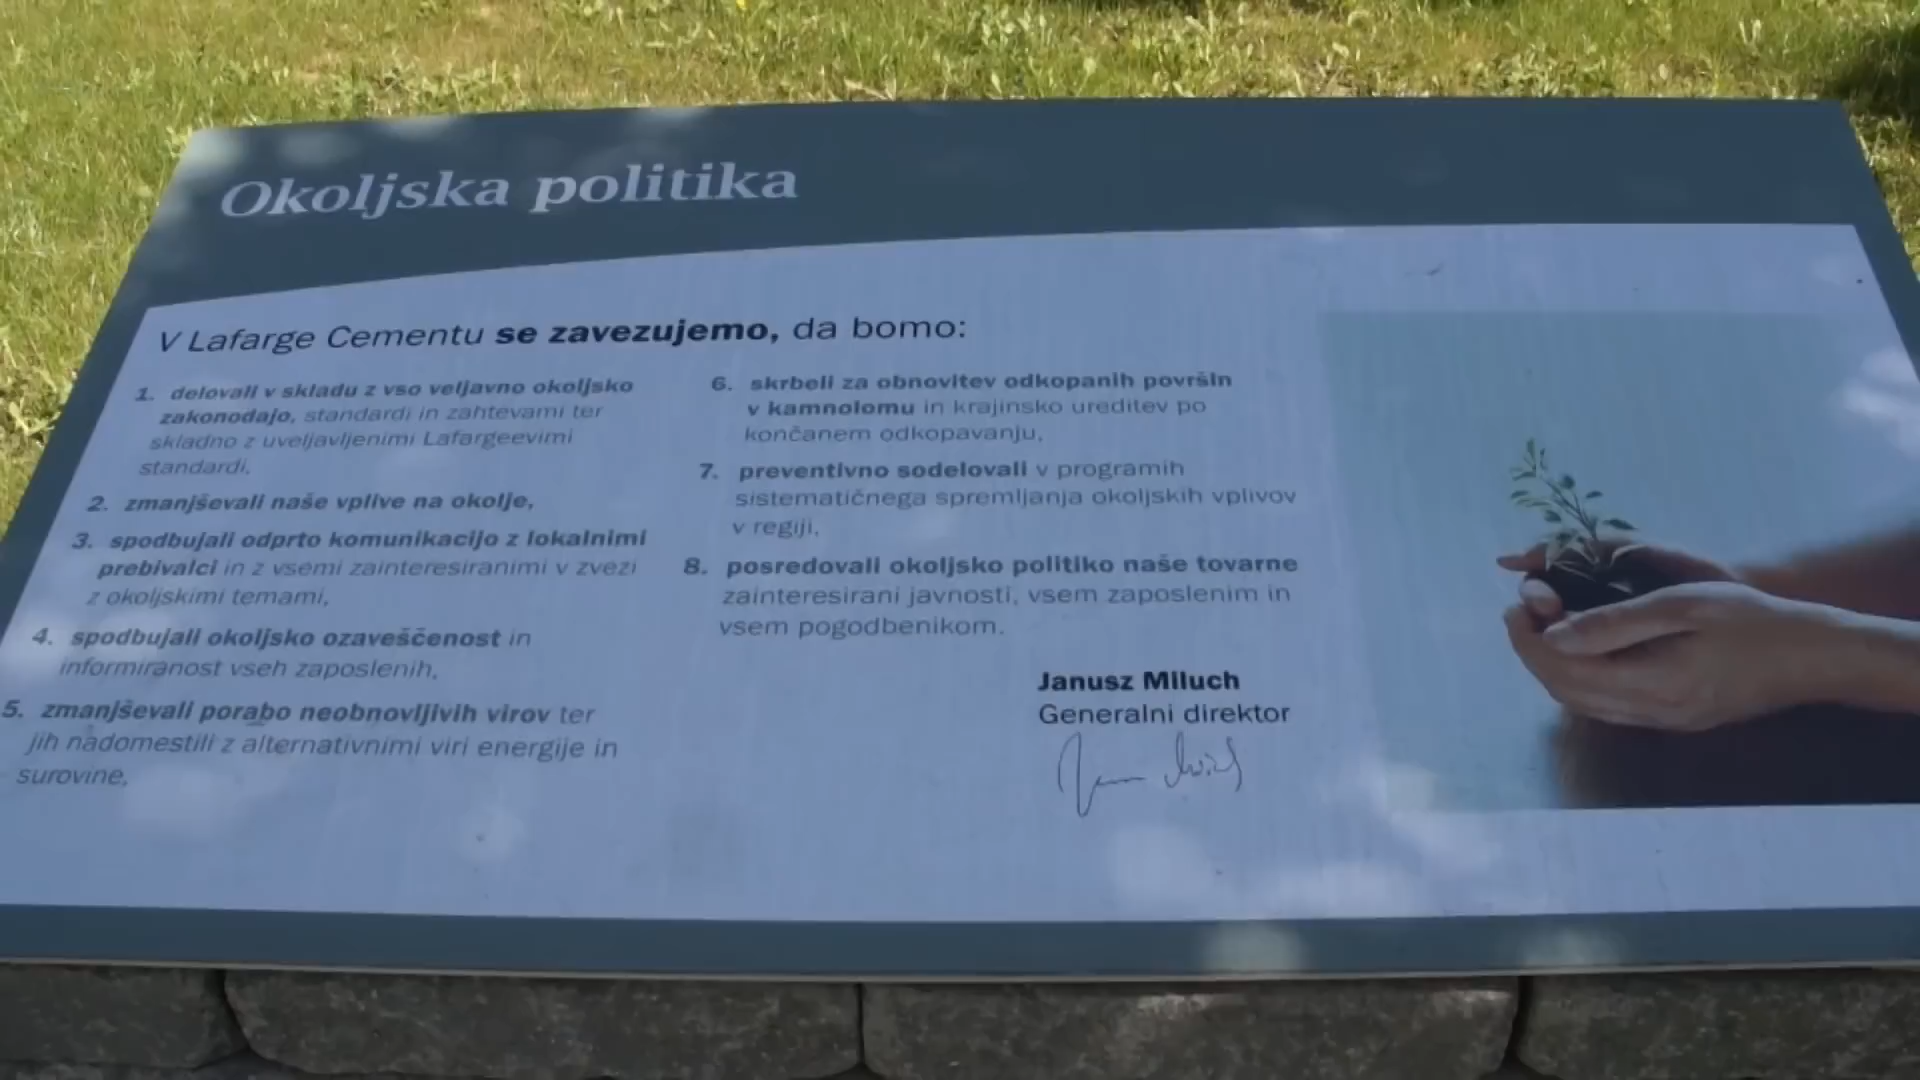 Okoljska politika
V Lafarge Cementu se zavezujemo, da bomo:
1. delovali v skladu z vso veljavno okoljsko
zakonodajo, standardi in zahtevami ter
skladno z uveljavljenimi Lafargeevimi
standardi,
2. zmanjševali naše vplive na okolje,
3. spodbujali odprto komunikacijo z lokalnimi
prebivalci in z vsemi zainteresiranimi v zvezi
z okoljskimi temami,
4. spodbujali okoljsko ozaveščenost in
informiranost vseh zaposlenih,
5. zmanjševali porabo neobnovljivih virov ter
jih nadomestili z alternativnimi viri energije in
surovine,
6. skrbeli za obnovitev odkopanih površin
v kamnolomu in krajinsko ureditev po
končanem odkopavanju,
7. preventivno sodelovali v programih
sistematičnega spremljanja okoljskih vplivov
v regiji,
8. posredovali okoljsko politiko naše tovarne
zainteresirani javnosti, vsem zaposlenim in
vsem pogodbenikom.
Janusz Miluch
Generalni direktor